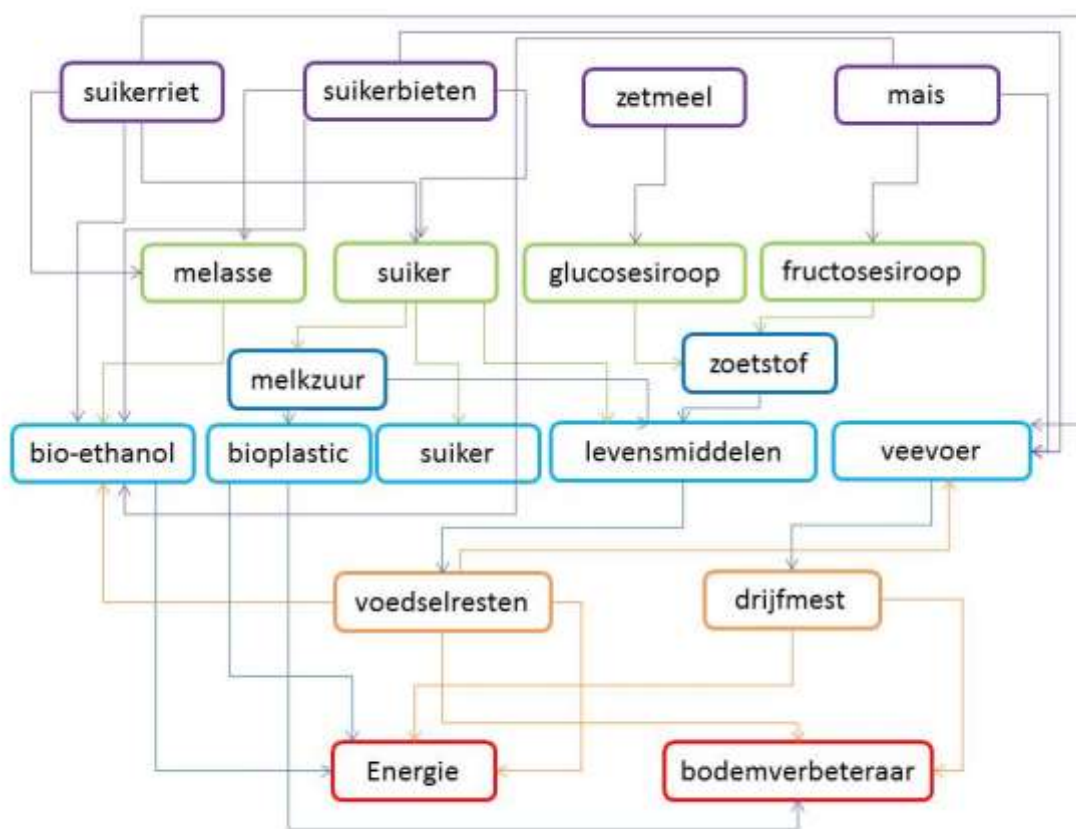 suikerriet
suikerbieten
zetmeel
mais
melasse
suiker
glucosesiroop
fructosesiroop
melkzuur
zoetstof
bio-ethanol
bioplastic
suiker
levensmiddelen
veevoer
voedselresten
drijfmest
Energie
bodemverbeteraar